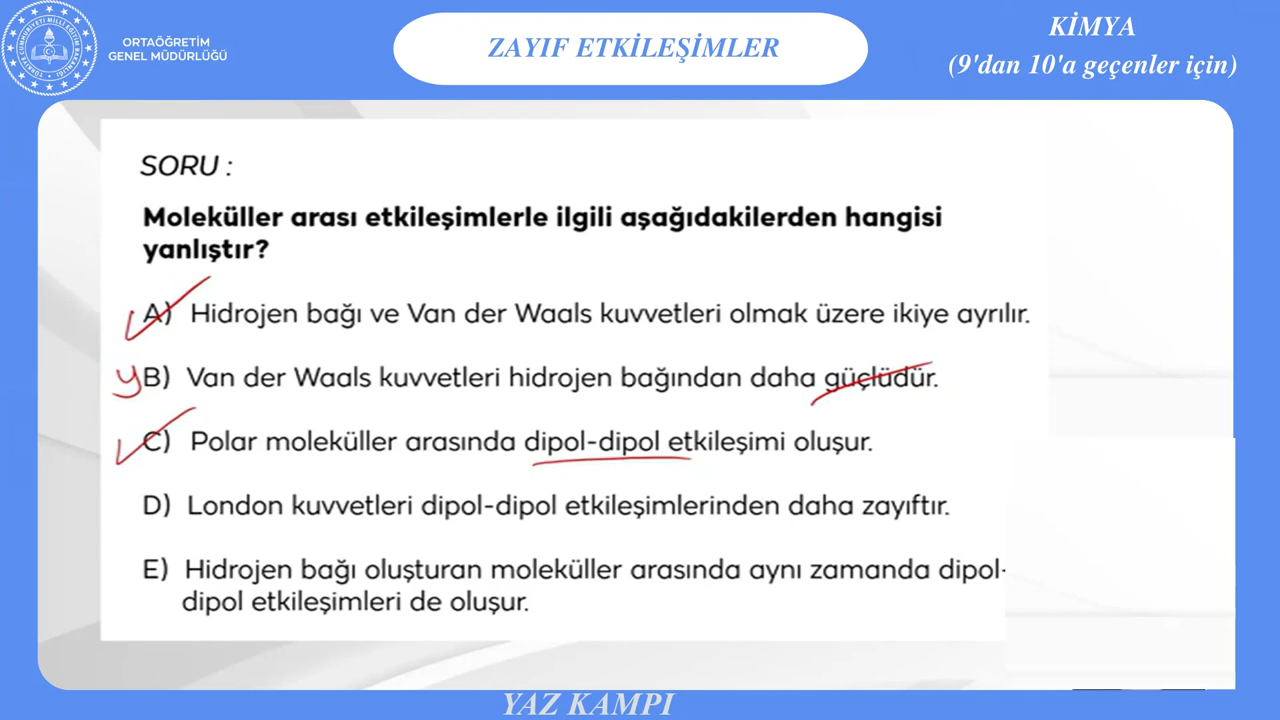 ORTAÖĞRETİM
GENEL MÜDÜRLÜĞÜ
ZAYIF ETKİLEŞİMLER
KİMYA
(9'dan 10'a geçenler için)
SORU :
Moleküller arası etkileşimlerle ilgili aşağıdakilerden hangisi
yanlıştır?
A) Hidrojen bağı ve Van der Waals kuvvetleri olmak üzere ikiye ayrılır.
y B) Van der Waals kuvvetleri hidrojen bağından daha güçlüdür.
C) Polar moleküller arasında dipol-dipol etkileşimi oluşur.
D) London kuvvetleri dipol-dipol etkileşimlerinden daha zayıftır.
E) Hidrojen bağı oluşturan moleküller arasında aynı zamanda dipol-
dipol etkileşimleri de oluşur.
YAZ KAMPI